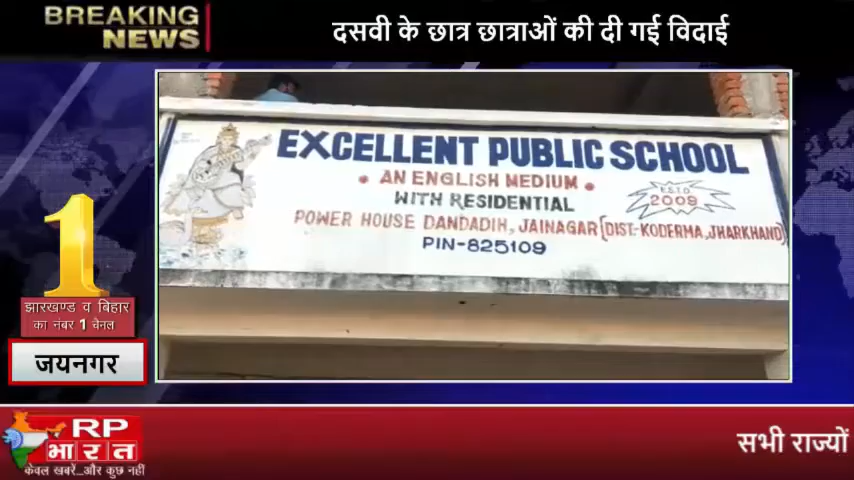 BREAKING
NEWS
दसवी के छात्र छात्राओं की दी गई विदाई
EXCELLENT PUBLIC SCHOOL
• AN ENGLISH MEDIUM •
WITH RESIDENTIAL
ESTD
2009
POWER HOUSE DANDADIH, JAINAGAR (DIST-KODERMA, JHARKHAND)
PIN-825109
1
झारखण्ड व बिहार
का नंबर 1 चैनल
जयनगर
RP
भारत
केवल खबरें...और कुछ नहीं
सभी राज्यों